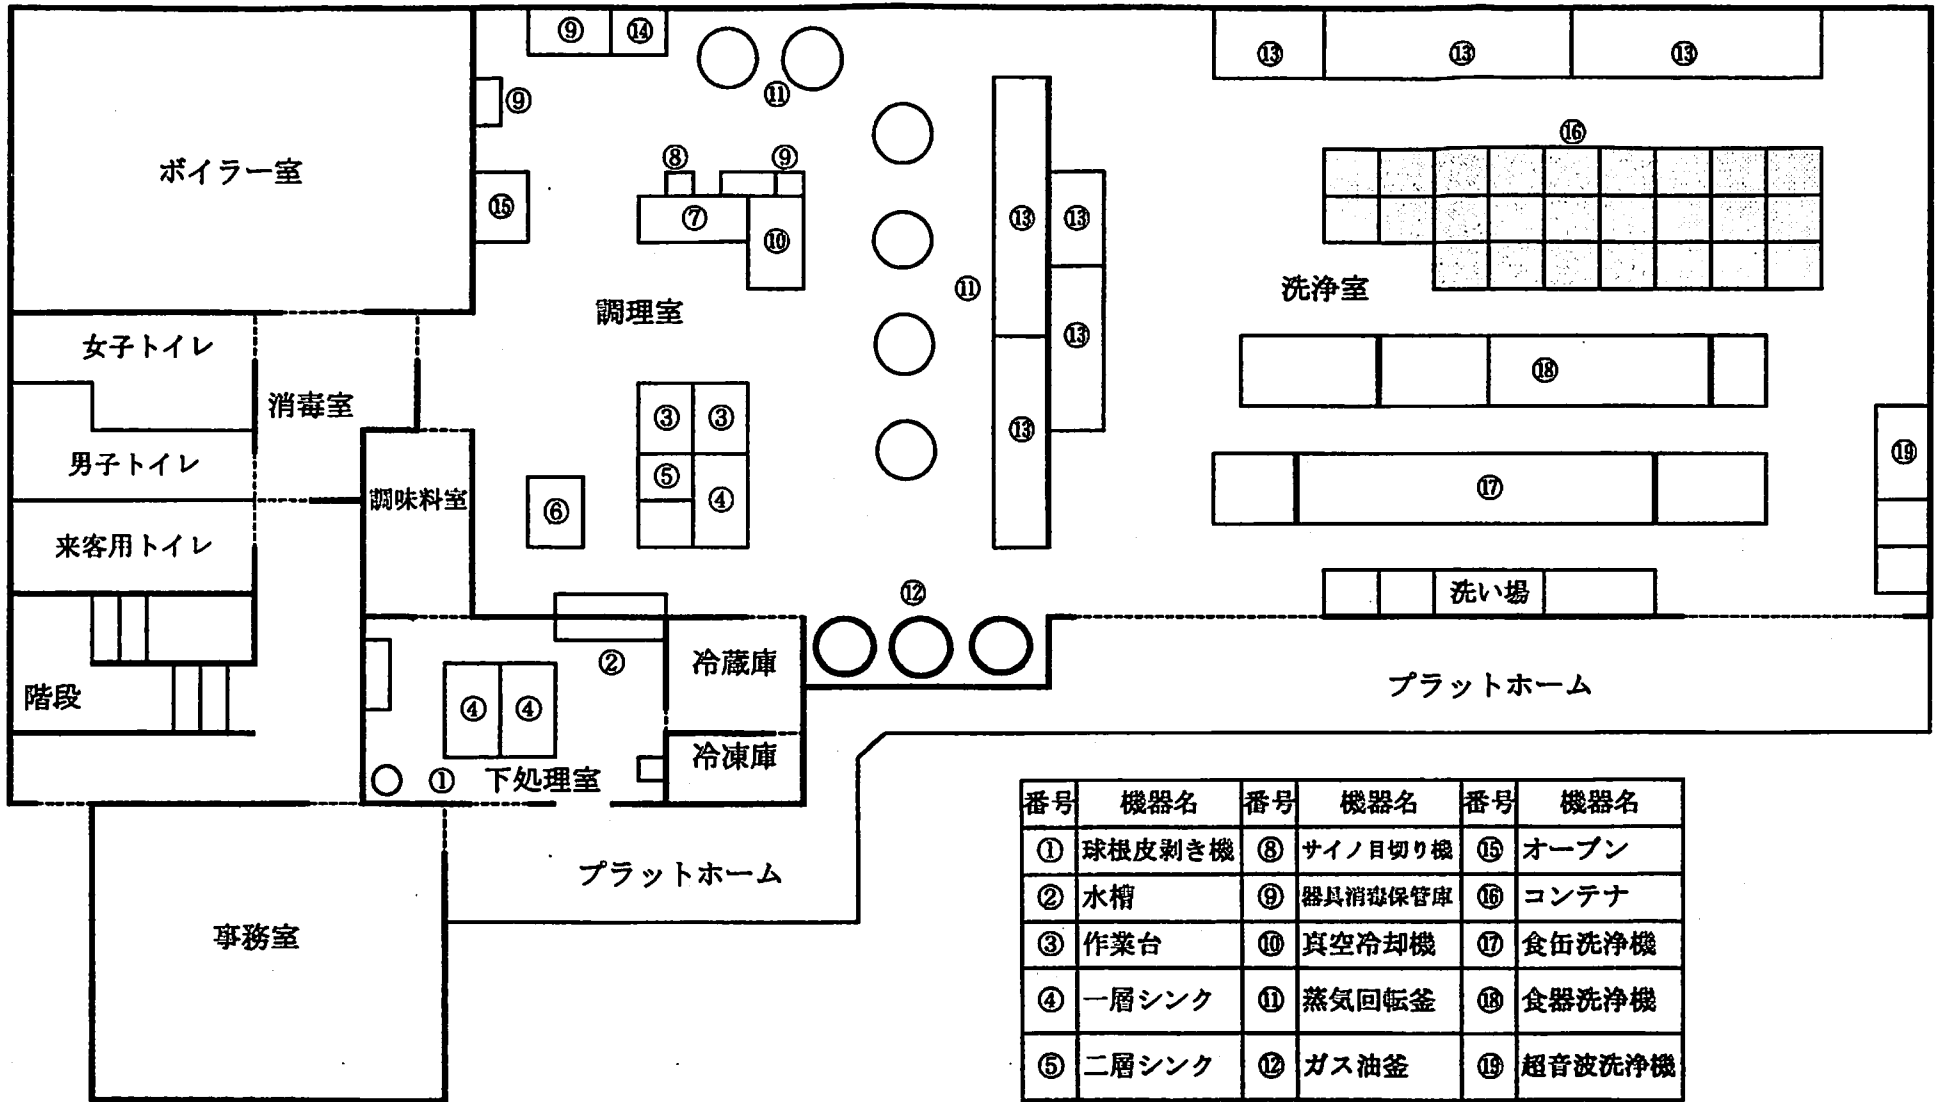 ⑨ ⑭
⑬ ⑬ ⑬
⑨
⑪
⑯
ボイラー室
⑧ ⑨
⑮
⑦
⑩
⑬ ⑬
⑪
洗浄室
調理室
女子トイレ
⑬
⑱
消毒室
③ ③
⑬
男子トイレ
⑲
⑤
調味料室
④
⑥
⑰
来客用トイレ
⑫
洗い場
②
冷蔵庫
プラットホーム
階段
④ ④
冷凍庫
① 下処理室
プラットホーム
事務室
番号 機器名 番号 機器名 番号 機器名
① 球根皮剥き機 ⑧ サイノ目切り機 ⑮ オーブン
② 水槽 ⑨ 器具消毒保管庫 ⑯ コンテナ
③ 作業台 ⑩ 真空冷却機 ⑰ 食缶洗浄機
④ 一層シンク ⑪ 蒸気回転釜 ⑱ 食器洗浄機
⑤ 二層シンク ⑫ ガス油釜 ⑲ 超音波洗浄機